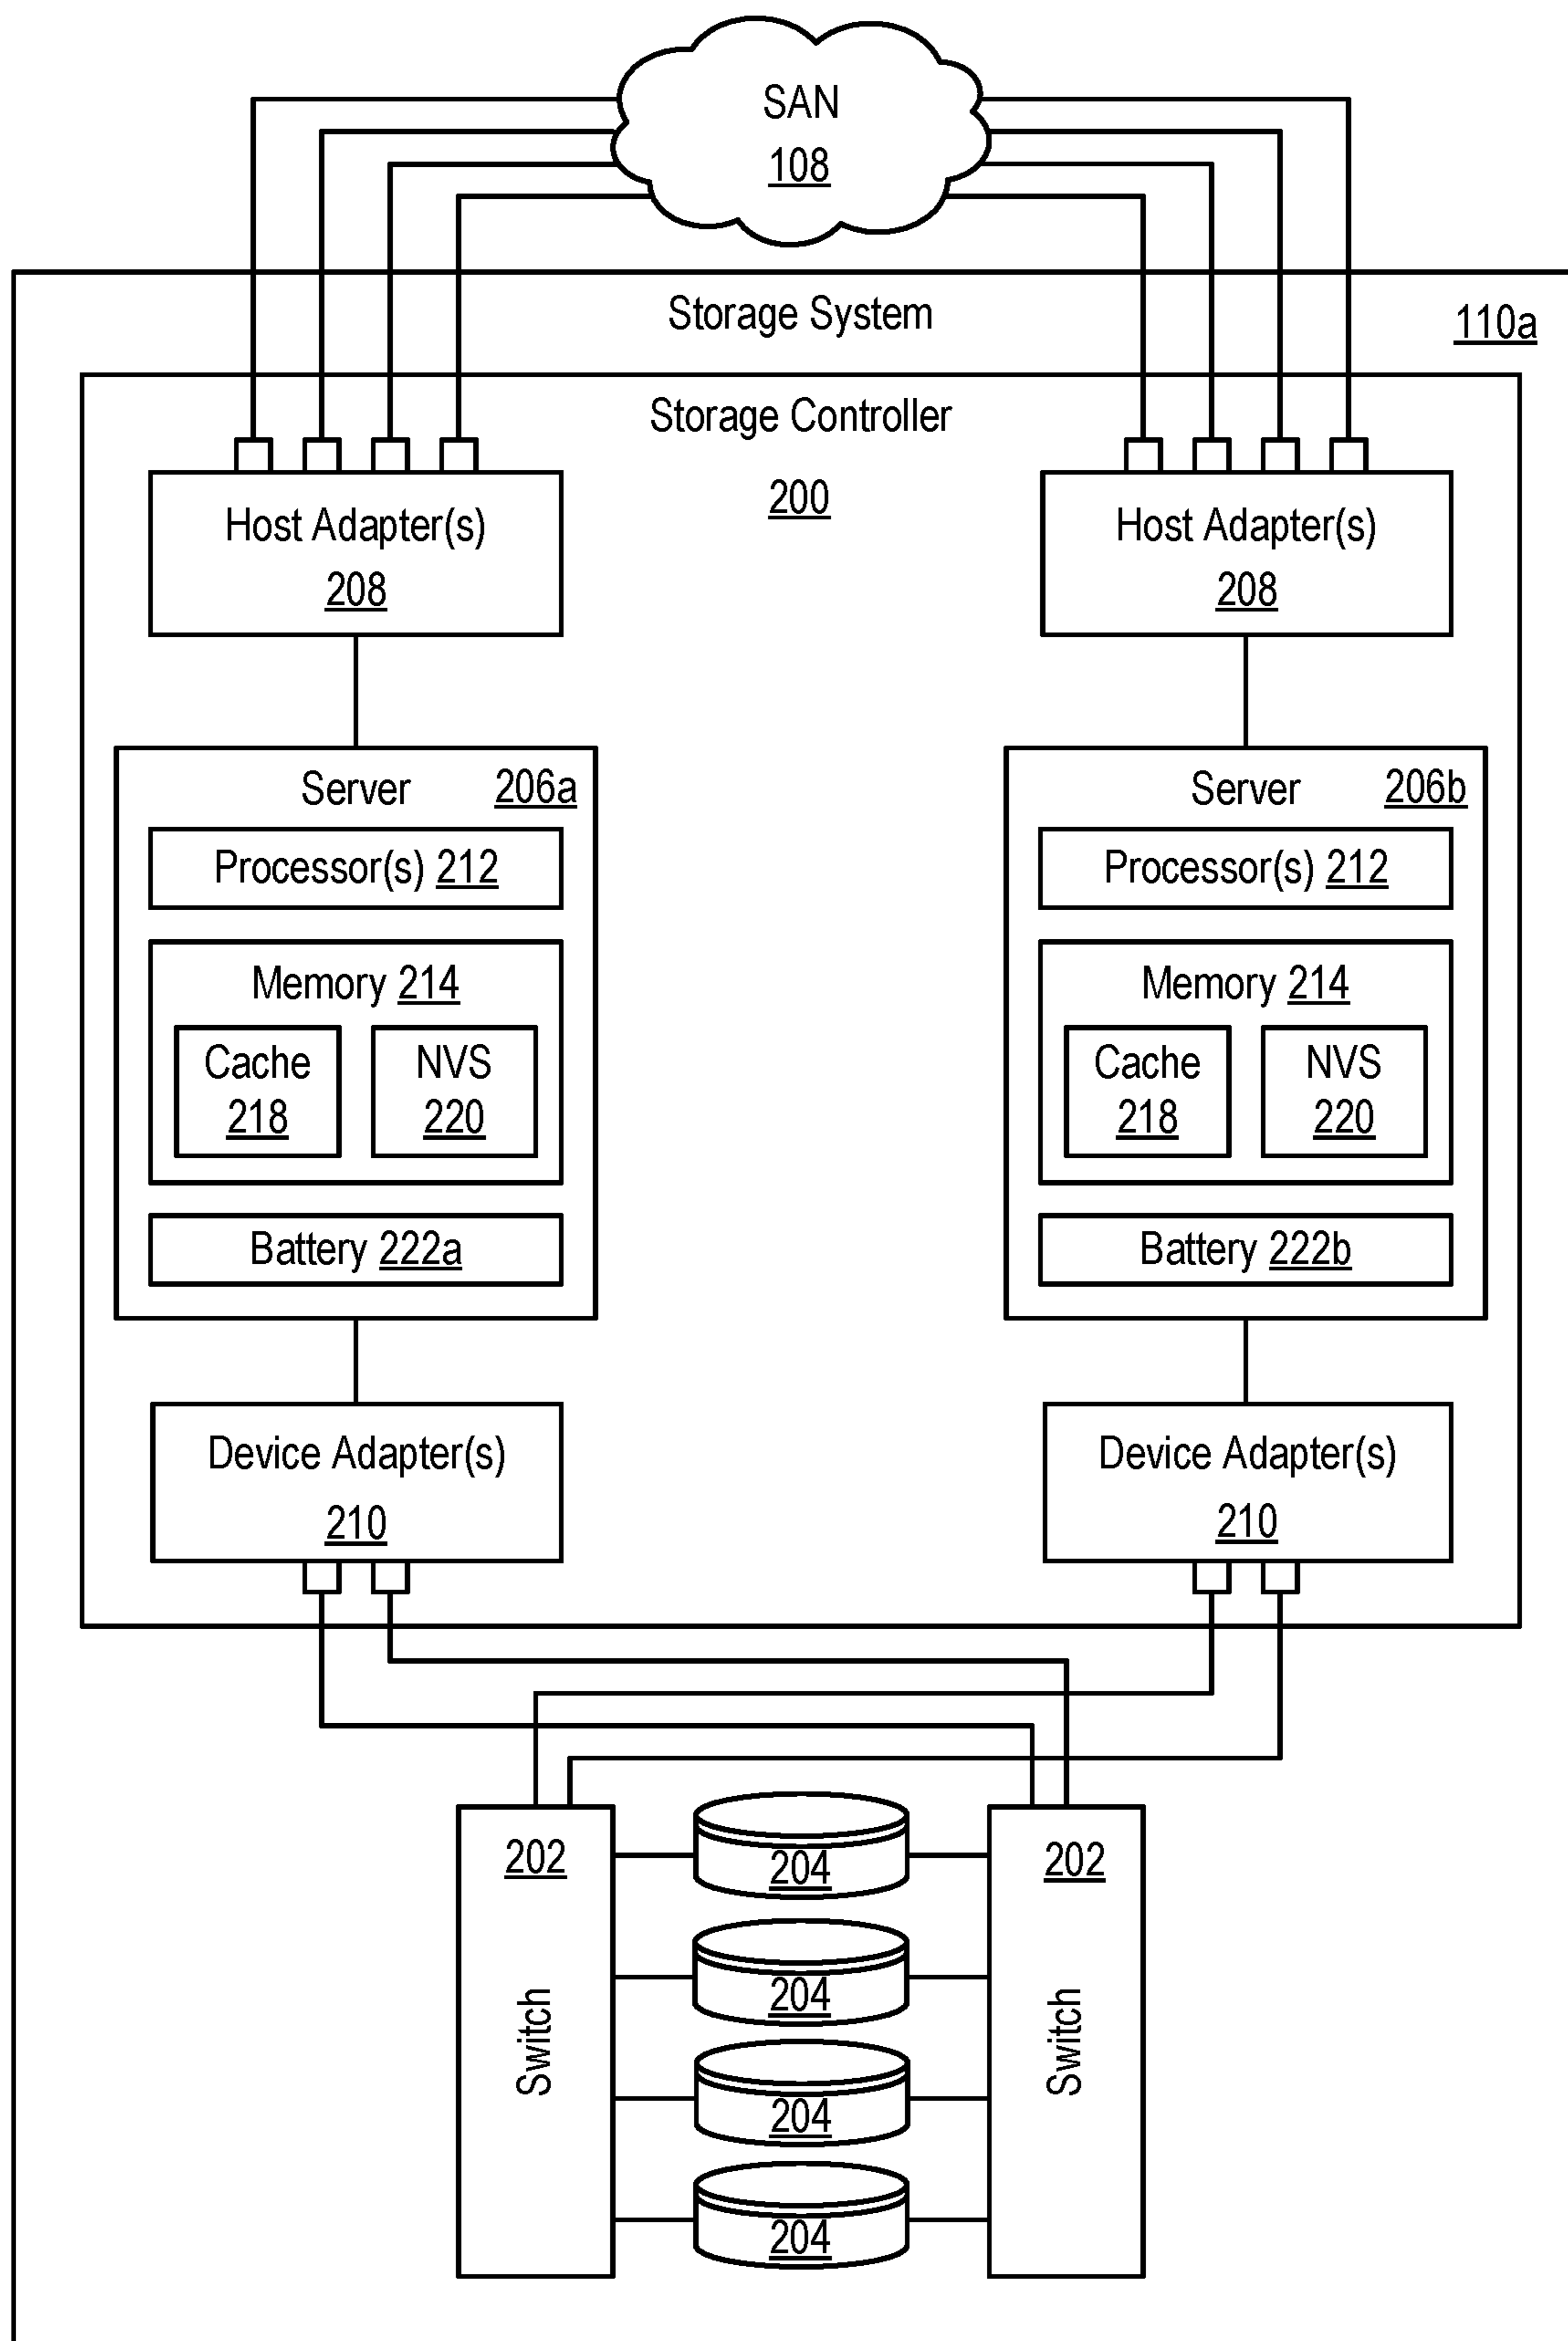 SAN
108
Storage System
110a
Storage Controller
200
Host Adapter(s)
208
Host Adapter(s)
208
Server 206a
Processor(s) 212
Memory 214
Cache
218
NVS
220
Battery 222a
Server 206b
Processor(s) 212
Memory 214
Cache
218
NVS
220
Battery 222b
Device Adapter(s)
210
Device Adapter(s)
210
202
Switch
204
204
204
204
202
Switch